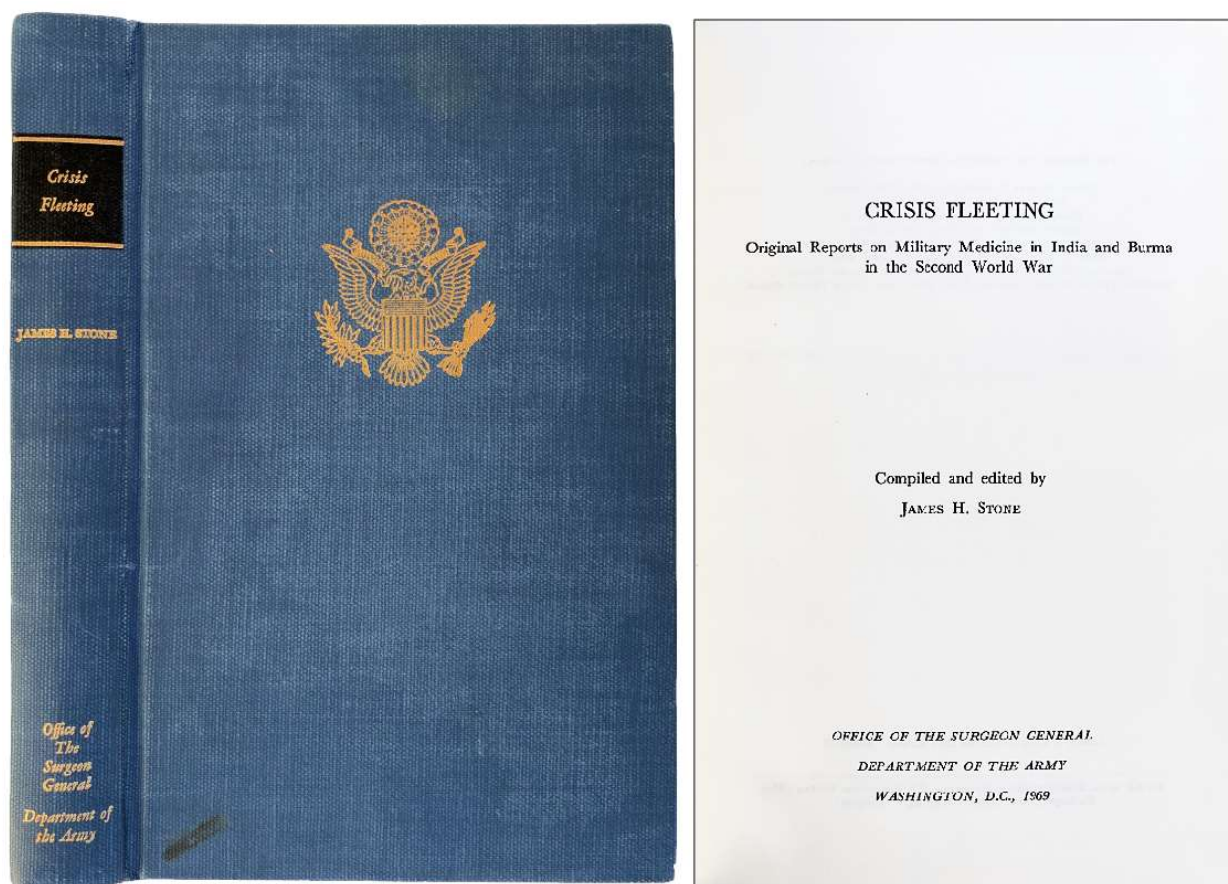 Crisis
Fleeting
JAMES H. STONE
Office of
The
Surgeon
General
Department of
the Army
CRISIS FLEETING
Original Reports on Military Medicine in India and Burma
in the Second World War
Compiled and edited by
JAMES H. STONE
OFFICE OF THE SURGEON GENERAL
DEPARTMENT OF THE ARMY
WASHINGTON, D.C., 1969